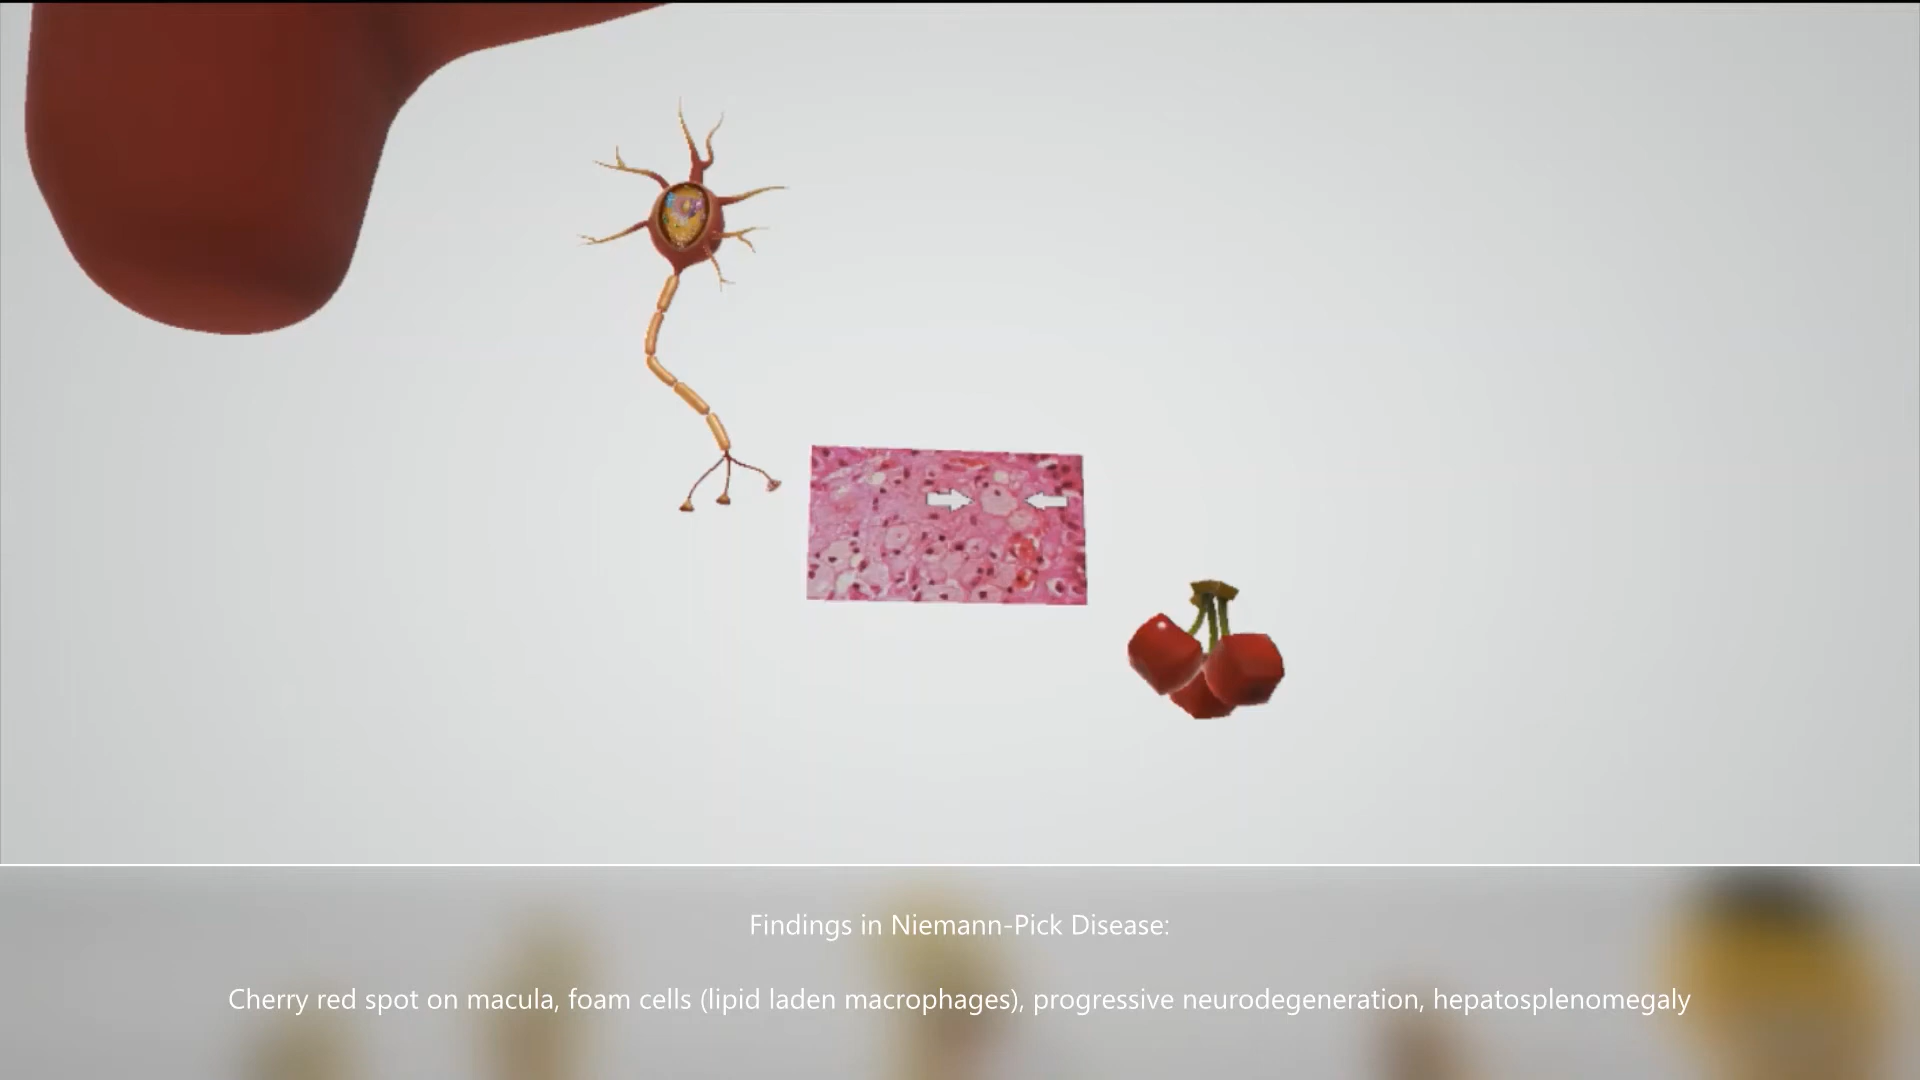 Findings in Niemann-Pick Disease:
Cherry red spot on macula, foam cells (lipid laden macrophages), progressive neurodegeneration, hepatosplenomegaly